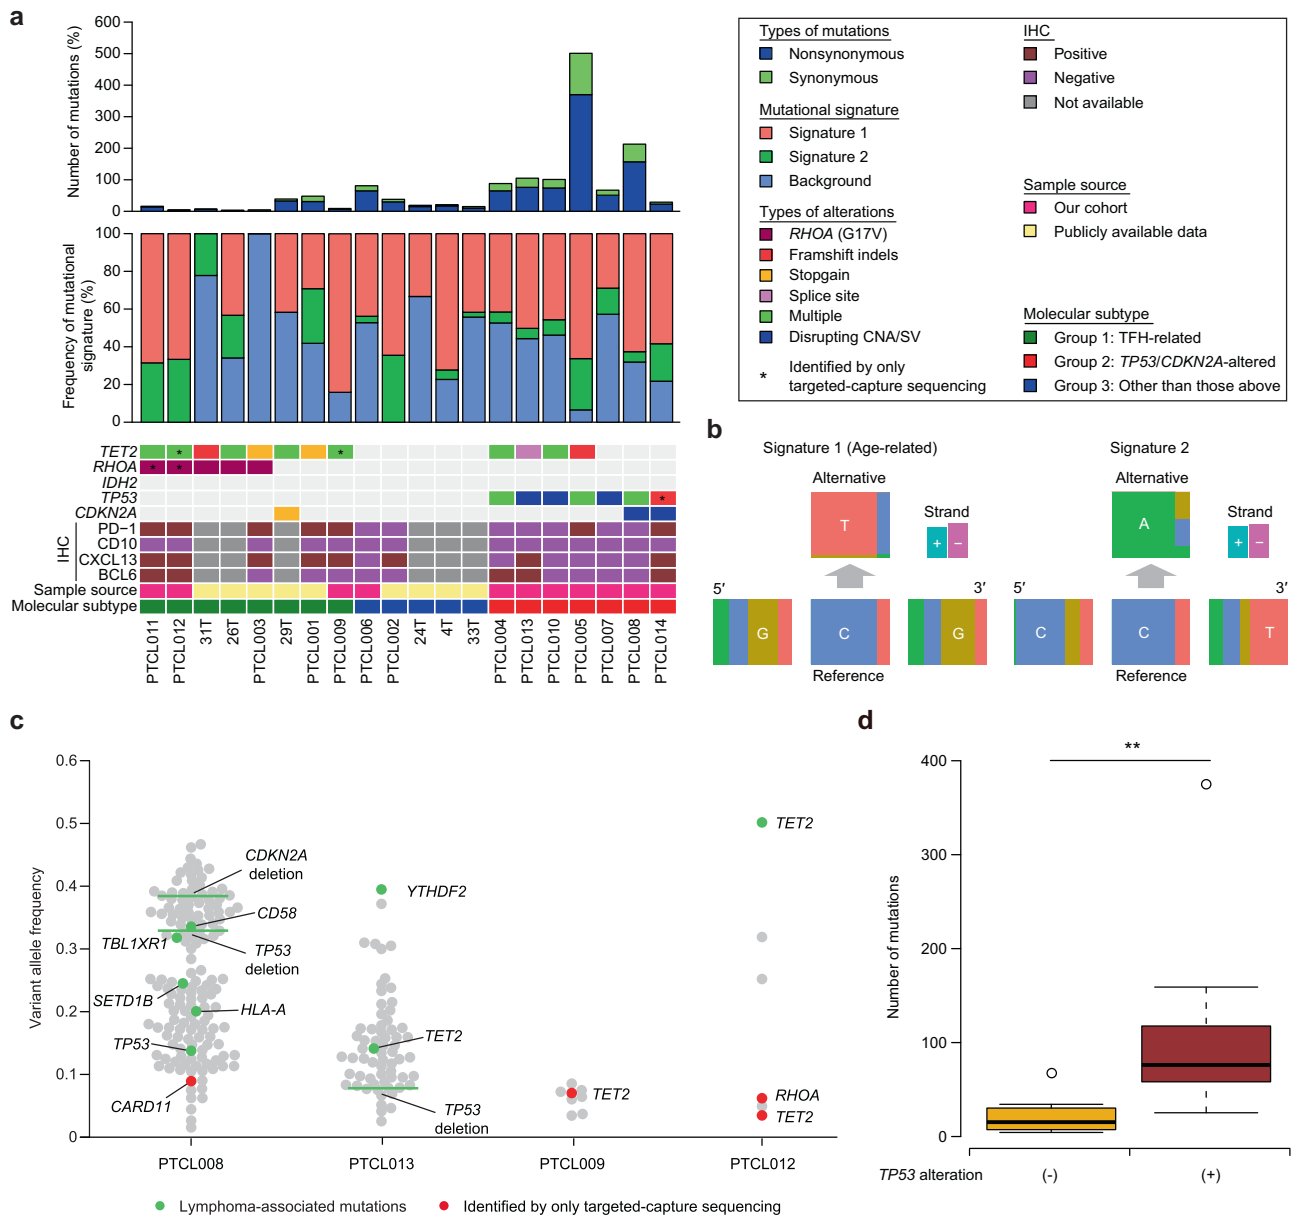 a
600
500
400
300
200
100
0
Number of mutations (%)
100
80
60
40
20
0
Frequency of mutational
signature (%)
TET2
RHOA
IDH2
TP53
CDKN2A
IHC
PD−1
CD10
CXCL13
BCL6
Sample source
Molecular subtype
* * * * *
PTCL011
PTCL012
31T
26T
PTCL003
29T
PTCL001
PTCL009
PTCL006
PTCL002
24T
4T
33T
PTCL004
PTCL013
PTCL010
PTCL005
PTCL007
PTCL008
PTCL014
Types of mutations
Nonsynonymous
Synonymous
Mutational signature
Signature 1
Signature 2
Background
Types of alterations
RHOA (G17V)
Framshift indels
Stopgain
Splice site
Multiple
Disrupting CNA/SV
* Identified by only
targeted-capture sequencing
IHC
Positive
Negative
Not available
Sample source
Our cohort
Publicly available data
Molecular subtype
Group 1: TFH-related
Group 2: TP53/CDKN2A-altered
Group 3: Other than those above
b
Signature 1 (Age-related)
Alternative
T
Strand
+ −
5′ 3′
G C G
Reference
Signature 2
Alternative
A
Strand
+ −
5′ 3′
C C T
Reference
c
Variant allele frequency
0.6
0.5
0.4
0.3
0.2
0.1
0
CDKN2A
deletion
CD58
TBL1XR1
TP53
deletion
SETD1B
HLA-A
TP53
CARD11
YTHDF2
TET2
TP53
deletion
TET2
TET2
RHOA
TET2
PTCL008
PTCL013
PTCL009
PTCL012
Lymphoma-associated mutations
Identified by only targeted-capture sequencing
d
**
Number of mutations
400
300
200
100
0
TP53 alteration
(-)
(+)